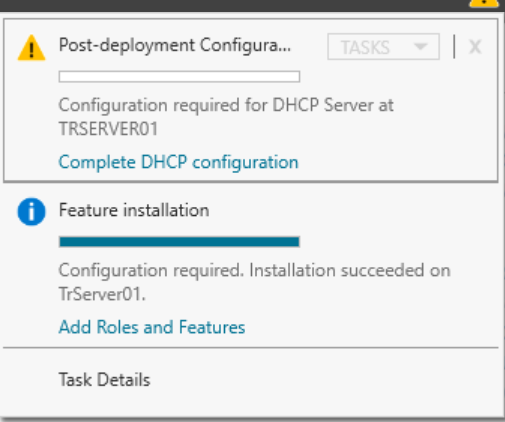 Post-deployment Configura...
TASKS
X
Configuration required for DHCP Server at
TRSERVER01
Complete DHCP configuration
Feature installation
Configuration required. Installation succeeded on
TrServer01.
Add Roles and Features
Task Details